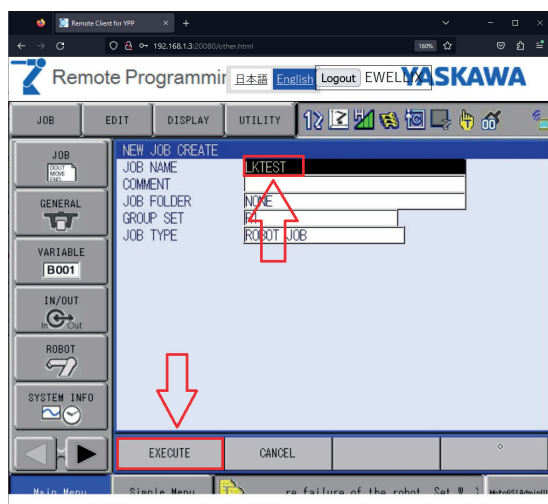 Remote Client for YPP
192.168.1.3:20080/other.html
160%
Remote Programmin
日本語 English Logout EWELLIX YASKAWA
JOB EDIT DISPLAY UTILITY
JOB
DOUT
MOVE
END
GENERAL
VARIABLE
B001
IN/OUT
In Out
ROBOT
SYSTEM INFO
NEW JOB CREATE
JOB NAME LKTEST
COMMENT
JOB FOLDER NONE
GROUP SET R1
JOB TYPE ROBOT JOB
EXECUTE CANCEL
Main Menu Simple Menu re failure of the robot. Set